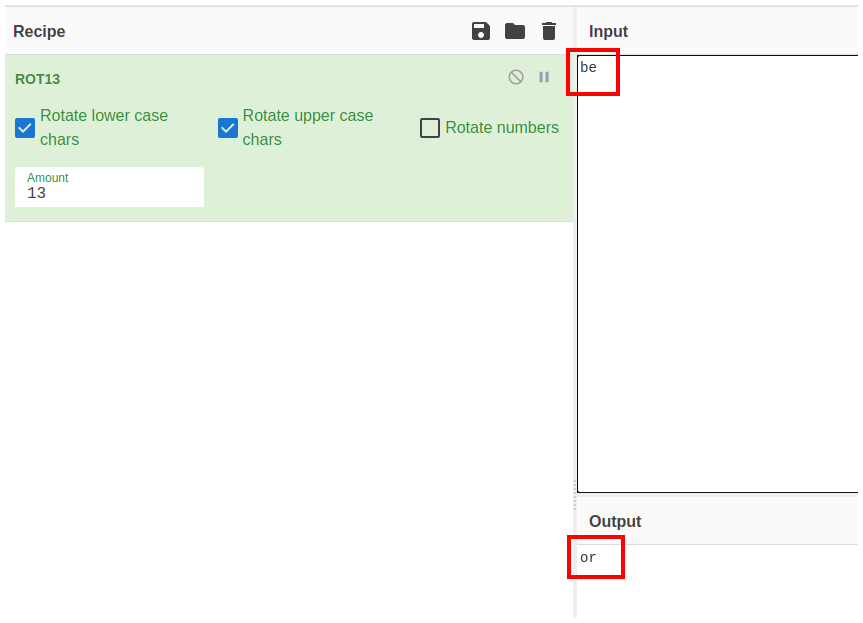 Recipe
ROT13
Rotate lower case
chars
Rotate upper case
chars
Rotate numbers
Amount
13
Input
be
Output
or